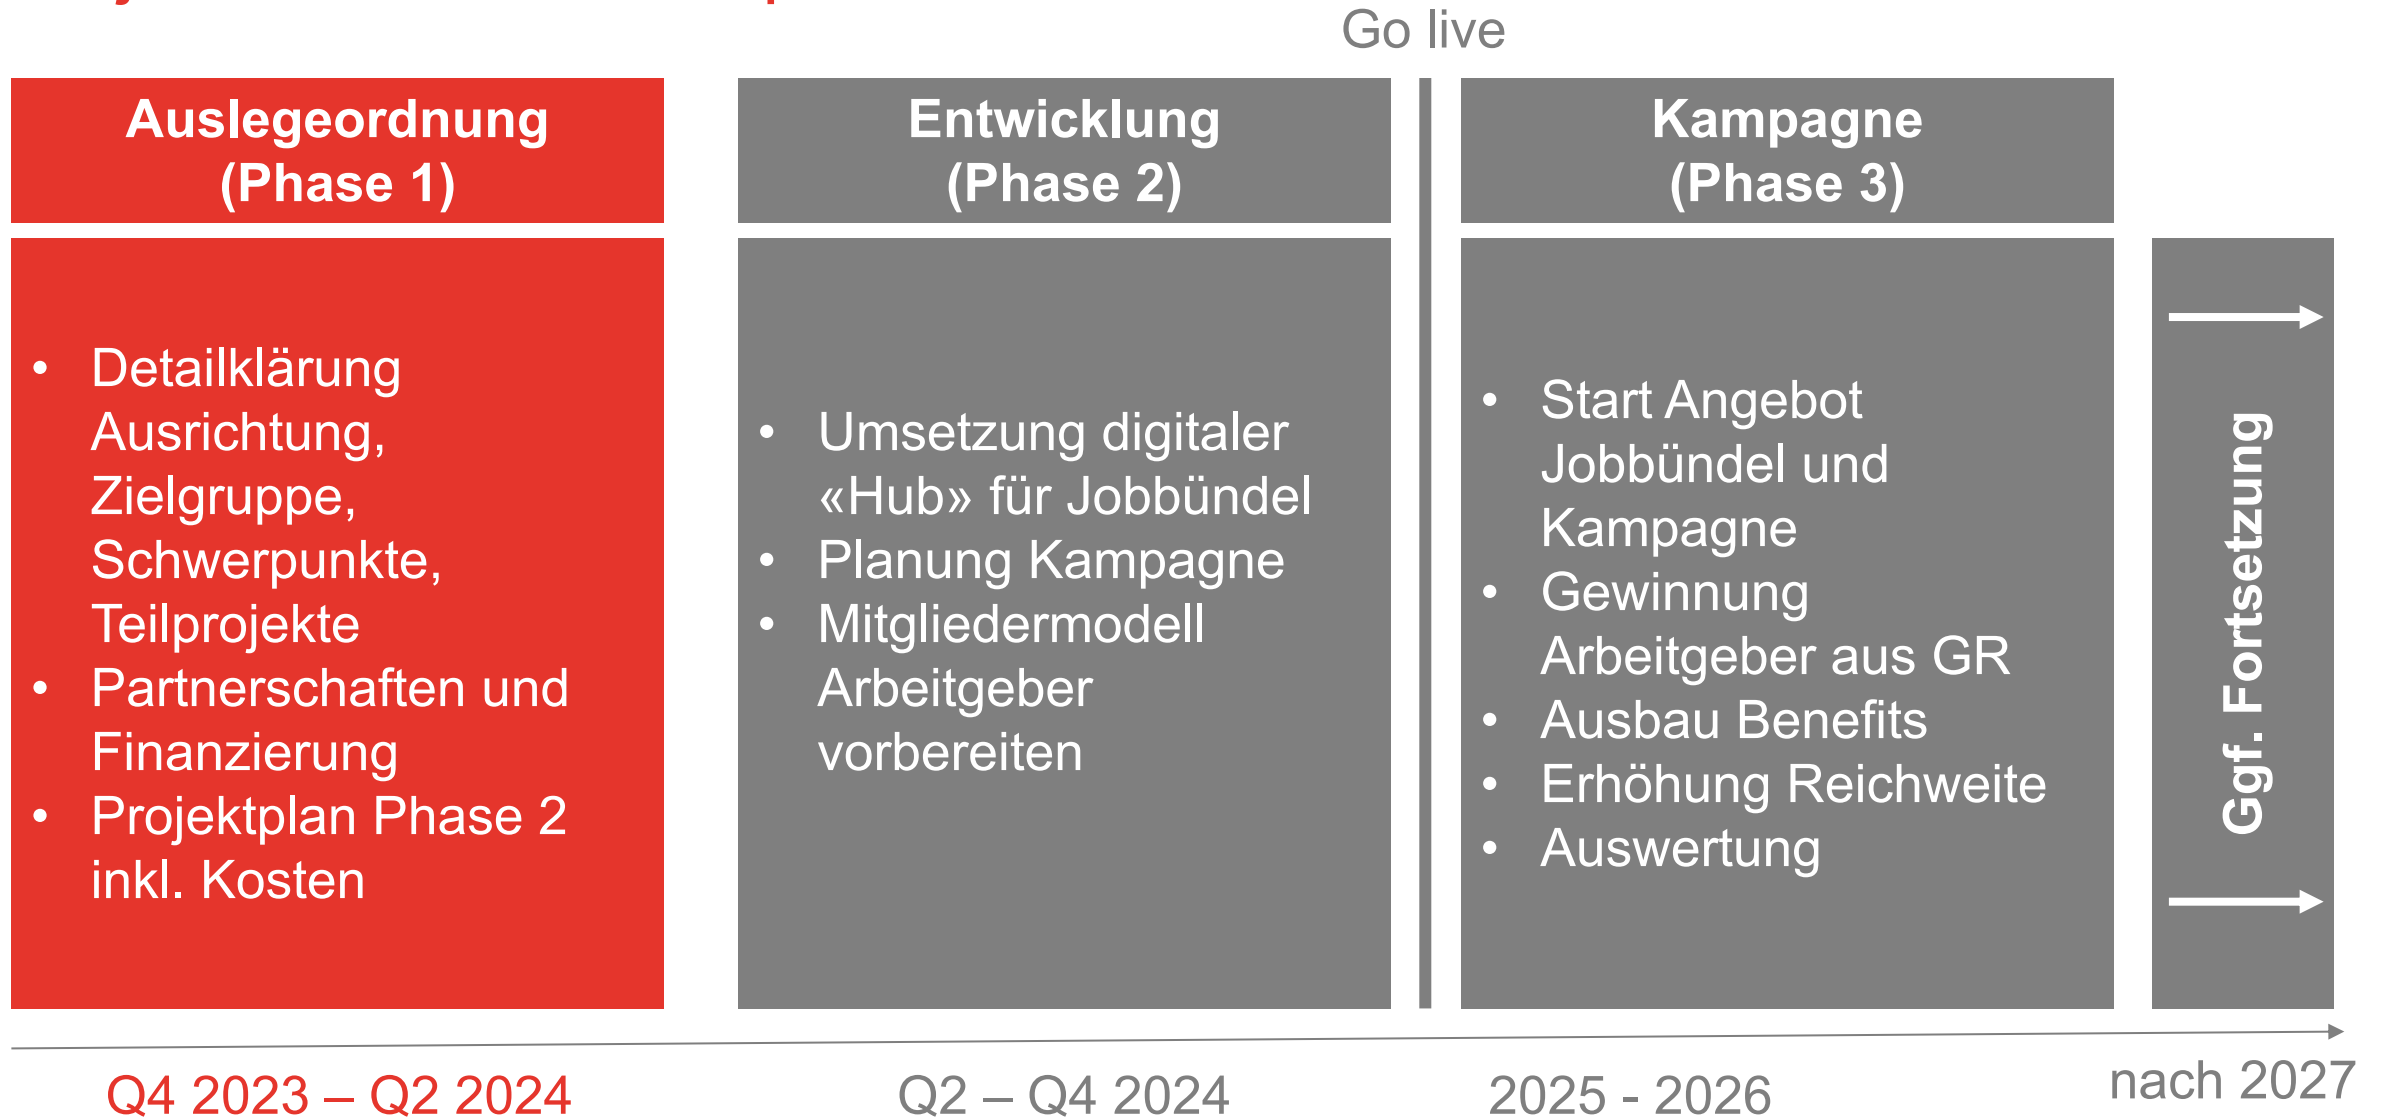 Go live
Auslegeordnung
(Phase 1)
• Detailklärung
Ausrichtung,
Zielgruppe,
Schwerpunkte,
Teilprojekte
• Partnerschaften und
Finanzierung
• Projektplan Phase 2
inkl. Kosten
Q4 2023 – Q2 2024
Entwicklung
(Phase 2)
• Umsetzung digitaler
«Hub» für Jobbündel
• Planung Kampagne
• Mitgliedermodell
Arbeitgeber
vorbereiten
Q2 – Q4 2024
Kampagne
(Phase 3)
• Start Angebot
Jobbündel und
Kampagne
• Gewinnung
Arbeitgeber aus GR
• Ausbau Benefits
• Erhöhung Reichweite
• Auswertung
2025 - 2026
Ggf. Fortsetzung
nach 2027